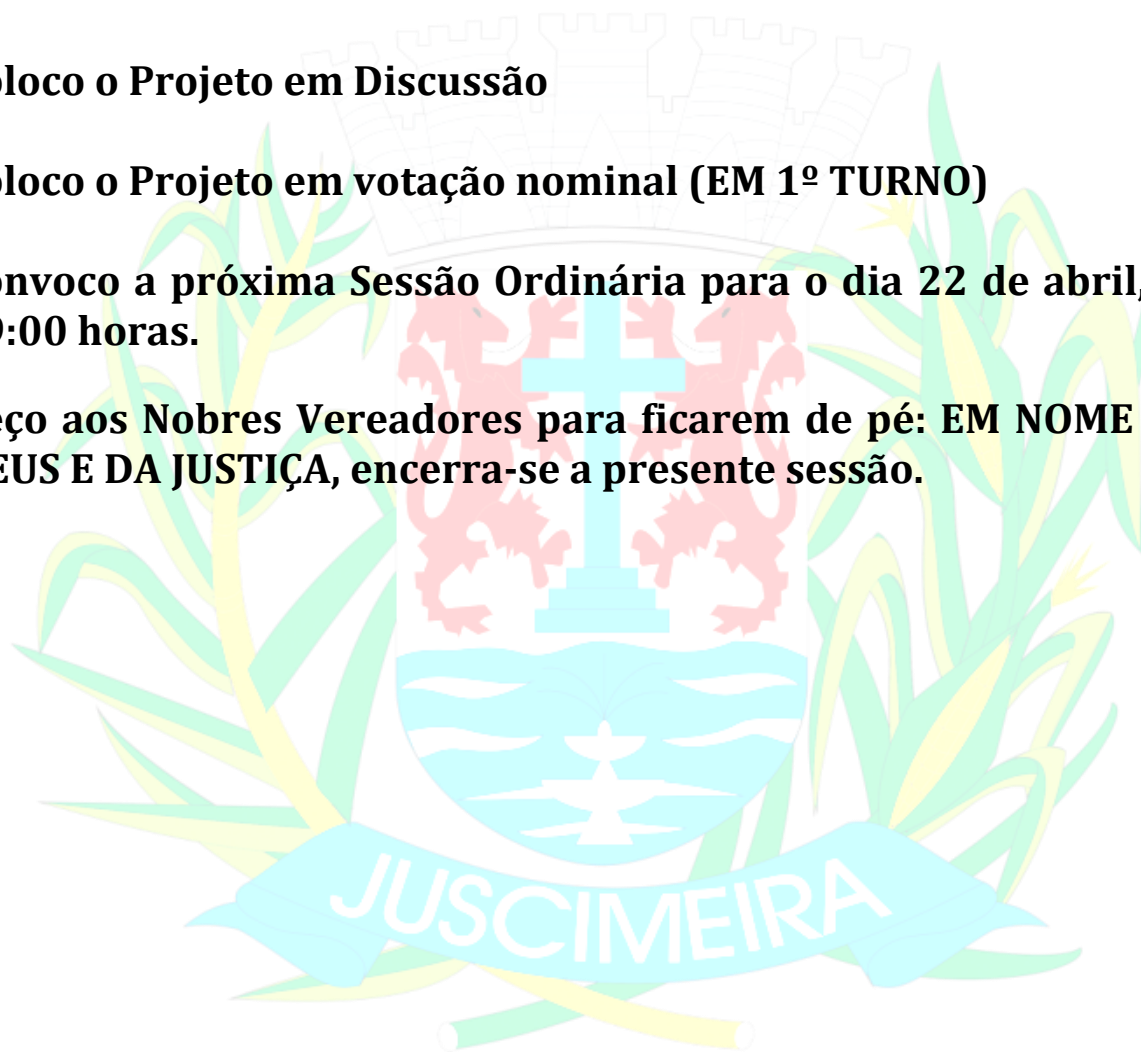 oloco o Projeto em Discussão
oloco o Projeto em votação nominal (EM 1º TURNO)
onvoco a próxima Sessão Ordinária para o dia 22 de abril,
9:00 horas.
eço aos Nobres Vereadores para ficarem de pé: EM NOME
EUS E DA JUSTIÇA, encerra-se a presente sessão.
JUSCIMEIRA